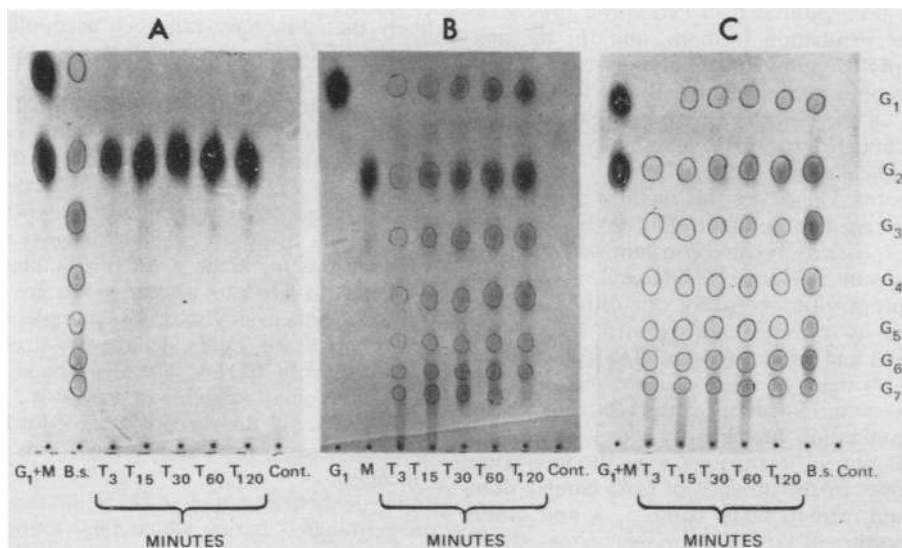 A B C
G1
G2
G3
G4
G5
G6
G7
G1+M B.s. T3 T15 T30 T60 T120 Cont. G1 M T3 T15 T30 T60 T120 Cont. G1+M T3 T15 T30 T60 T120 B.s. Cont.
MINUTES MINUTES MINUTES